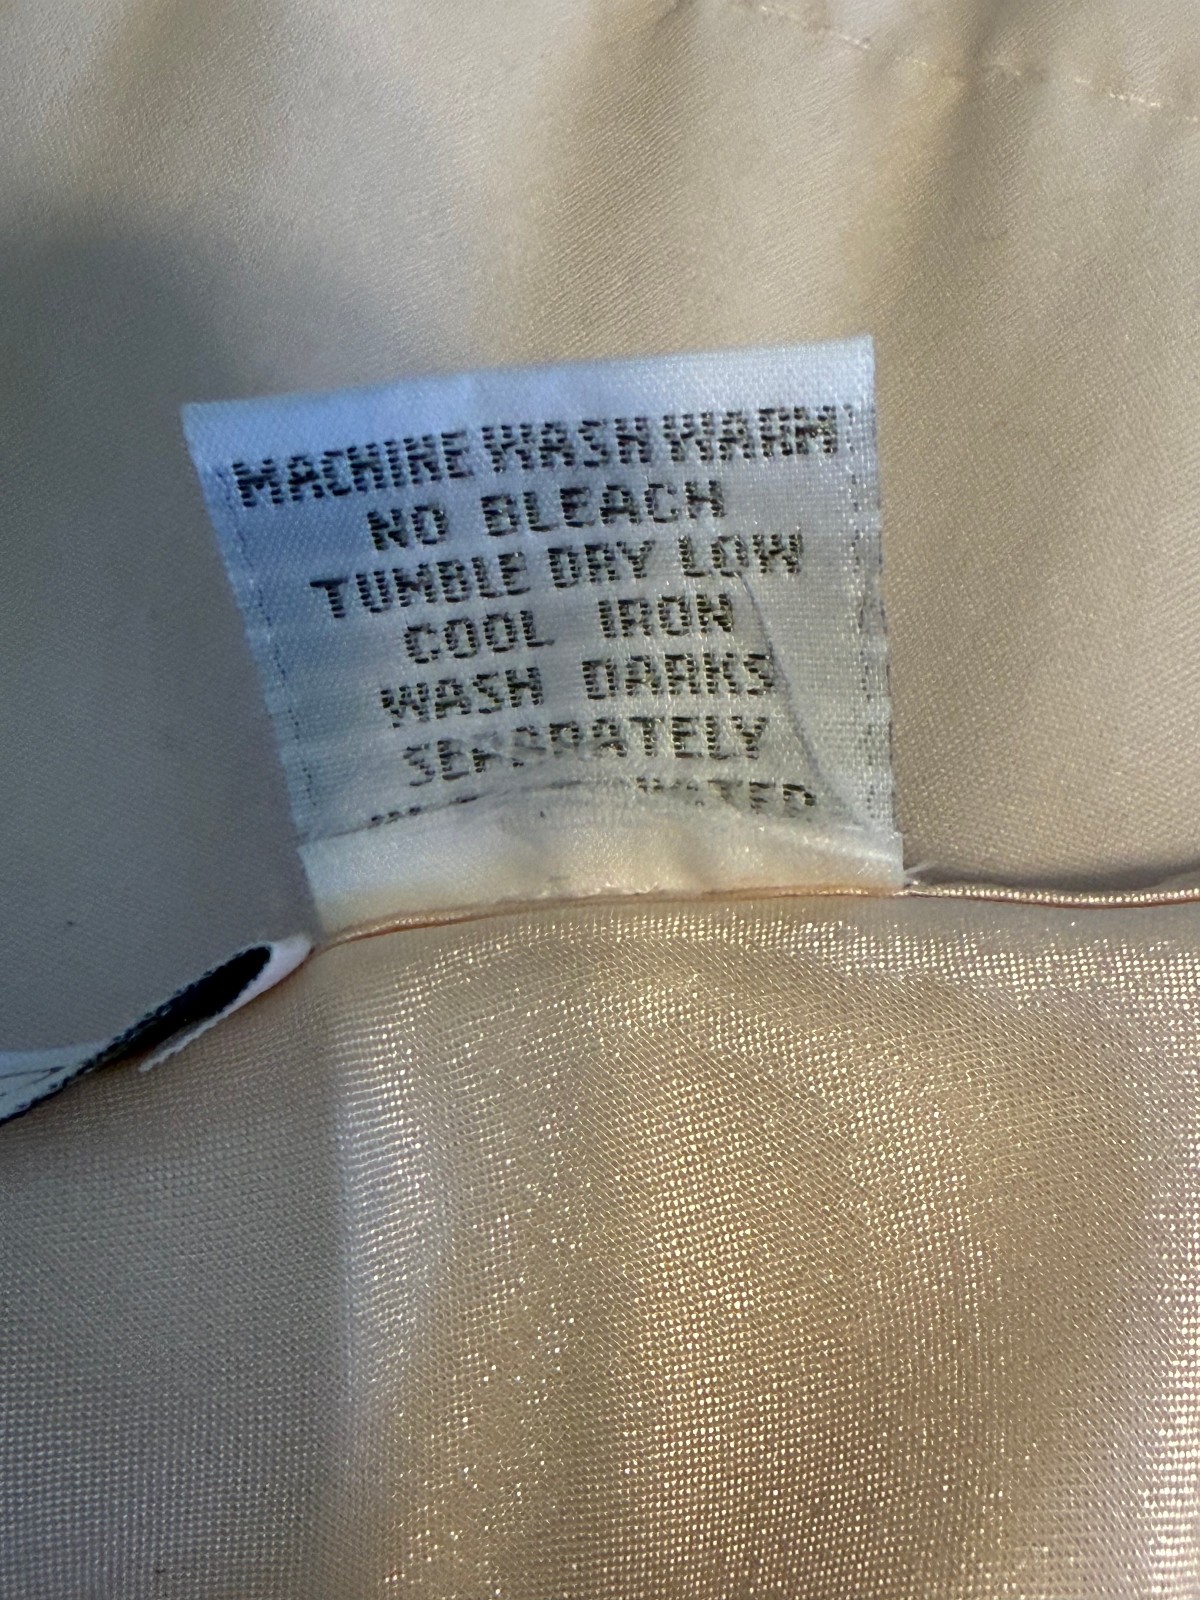 MACHINE WASH WARM
NO BLEACH
TUMBLE DRY LOW
COOL IRON
WASH DARKS
SEPARATELY